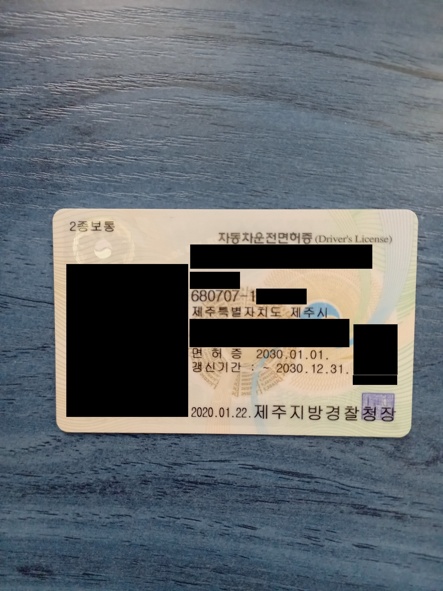 2종보통
자동차운전면허증 (Driver's License)
680707-1
제주특별자치도 제주시
면 허 증 2030.01.01.
갱신기간 : ~ 2030.12.31.
2020.01.22. 제주지방경찰청장